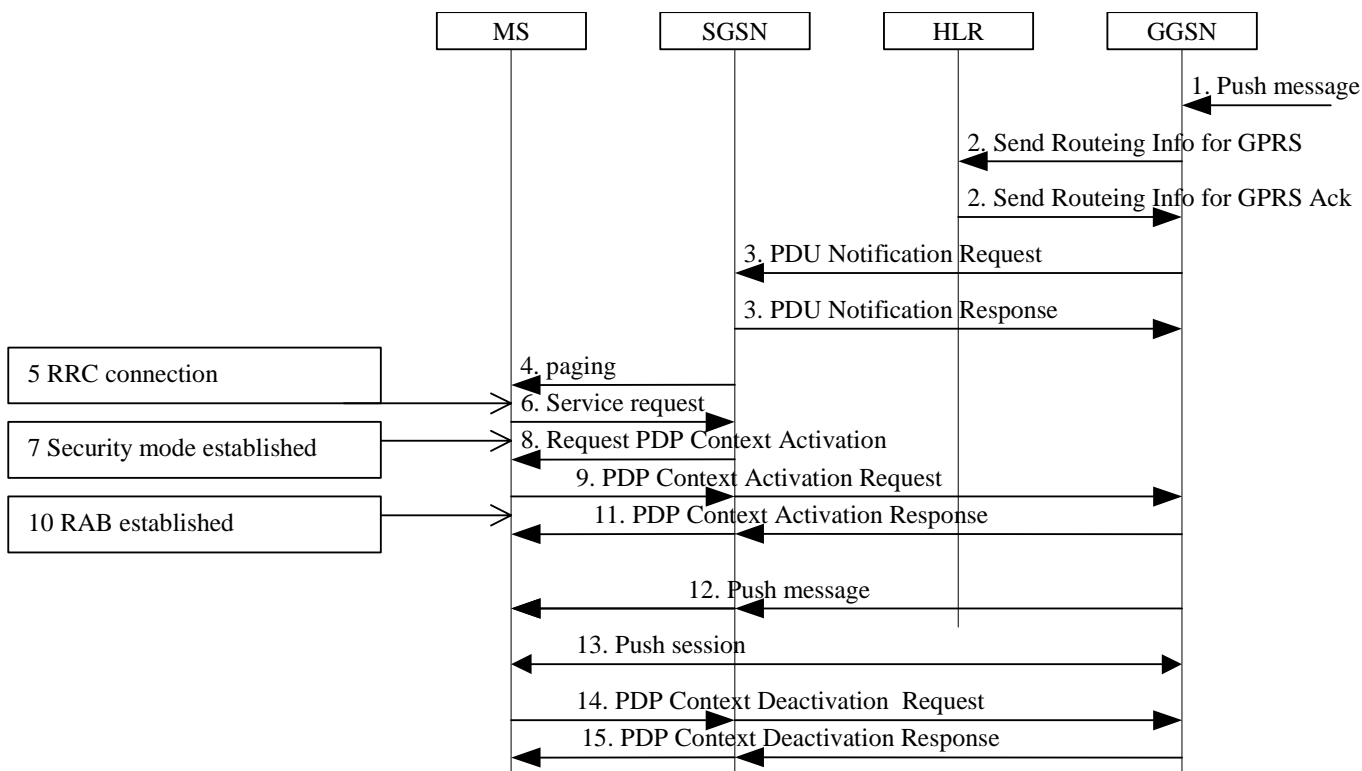 MS
SGSN
HLR
GGSN
1. Push message
2. Send Routeing Info for GPRS
2. Send Routeing Info for GPRS Ack
3. PDU Notification Request
3. PDU Notification Response
4. paging
5 RRC connection
6. Service request
7 Security mode established
8. Request PDP Context Activation
9. PDP Context Activation Request
10 RAB established
11. PDP Context Activation Response
12. Push message
13. Push session
14. PDP Context Deactivation Request
15. PDP Context Deactivation Response